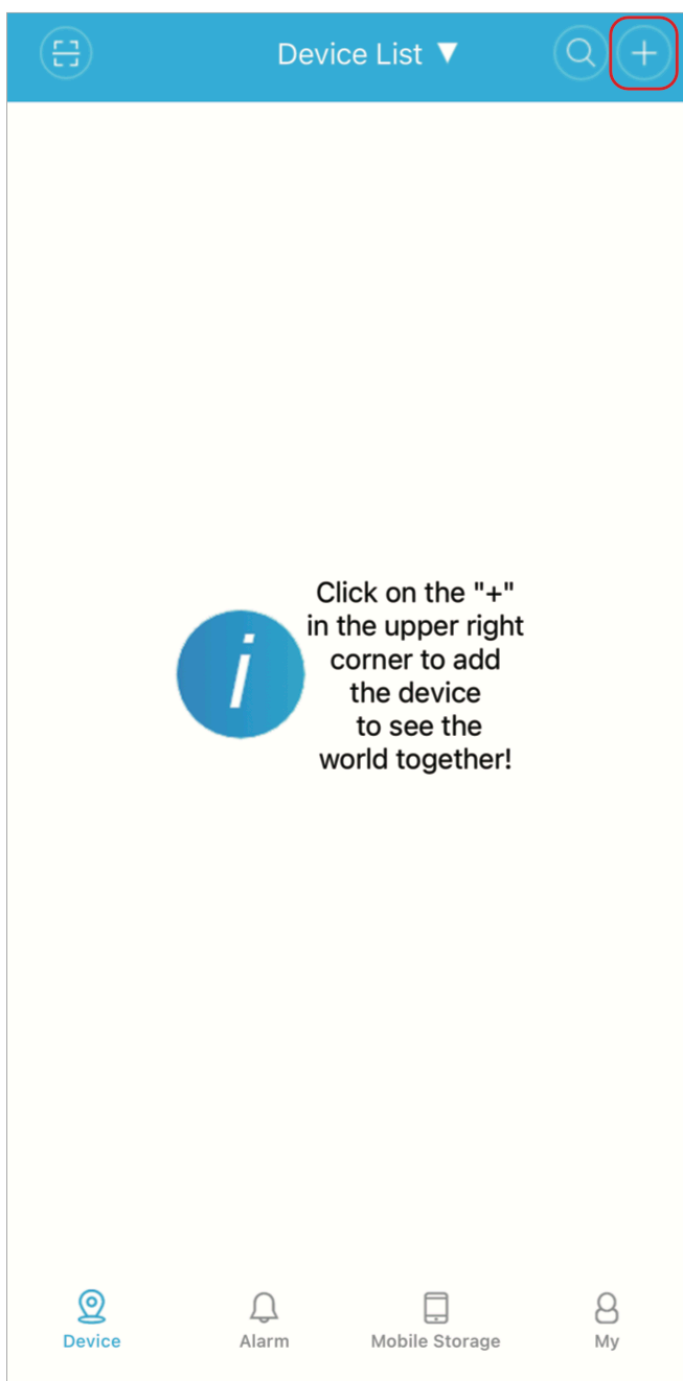 Device List ▼
Click on the "+"
in the upper right
corner to add
the device
to see the
world together!
Device
Alarm
Mobile Storage
My